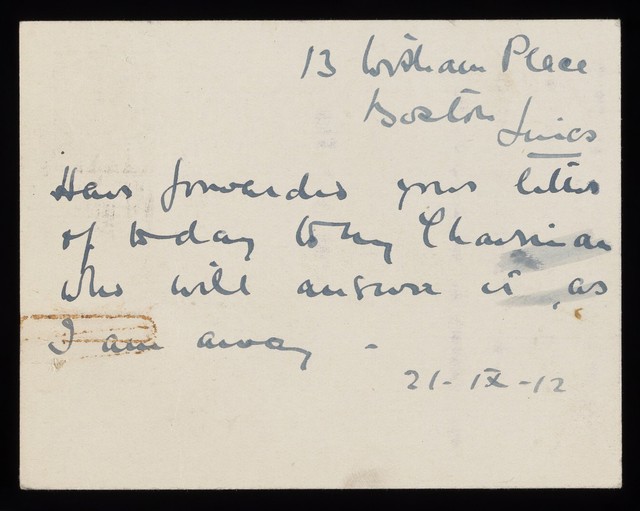 13 Witham Place
Boston
Lincs
Have forwarded your letter
of today to my Chairman
who will answer it, as
I am away -
21-IX-12